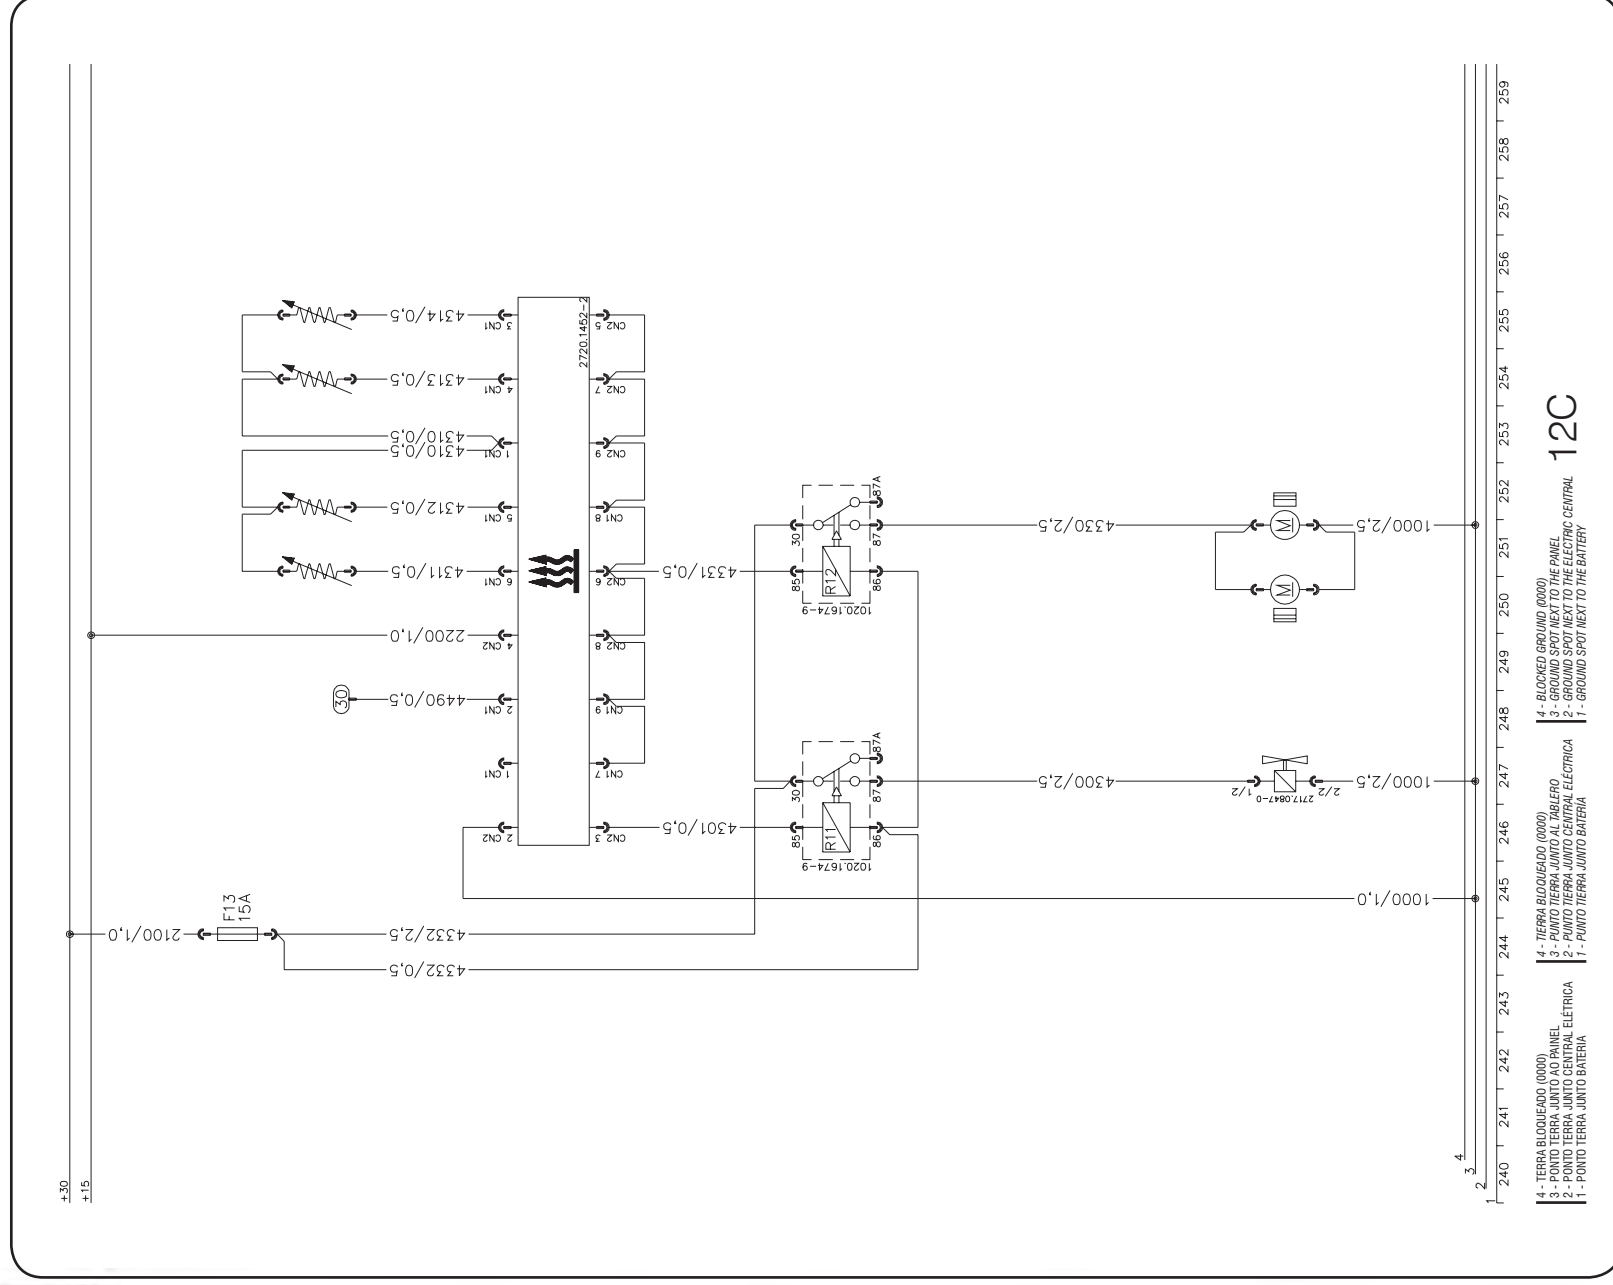 +30
+15
2100/1,0
F13
15A
4332/0,5
4332/2,5
30
4490/0,5
2200/1,0
4311/0,5
4312/0,5
4310/0,5
4310/0,5
4313/0,5
4314/0,5
2 CN2
1 CN1
2 CN1
4 CN2
6 CN1
5 CN1
1 CN1
4 CN1
3 CN1
2720.1452-2
3 CN2
7 CN1
9 CN1
8 CN2
6 CN2
8 CN1
9 CN2
7 CN2
5 CN2
4301/0,5
4331/0,5
85
30
85
30
1020.1674-9
R11
1020.1674-9
R12
1020.1674-9
1020.1674-9
86
87
87A
86
87
87A
4300/2,5
4330/2,5
1/2
2717.0847-0
2/2
M
M
1000/1,0
1000/2,5
1000/2,5
4
3
2
1
240 241 242 243 244 245 246 247 248 249 250 251 252 253 254 255 256 257 258 259
4 - TERRA BLOQUEADO (0000)
3 - PONTO TERRA JUNTO AO PAINEL
2 - PONTO TERRA JUNTO CENTRAL ELÉTRICA
1 - PONTO TERRA JUNTO BATERIA
4 - TIERRA BLOQUEADO (0000)
3 - PUNTO TIERRA JUNTO AL TABLERO
2 - PUNTO TIERRA JUNTO CENTRAL ELÉCTRICA
1 - PUNTO TIERRA JUNTO BATERÍA
4 - BLOCKED GROUND (0000)
3 - GROUND SPOT NEXT TO THE PANEL
2 - GROUND SPOT NEXT TO THE ELECTRIC CENTRAL
1 - GROUND SPOT NEXT TO THE BATTERY
12C